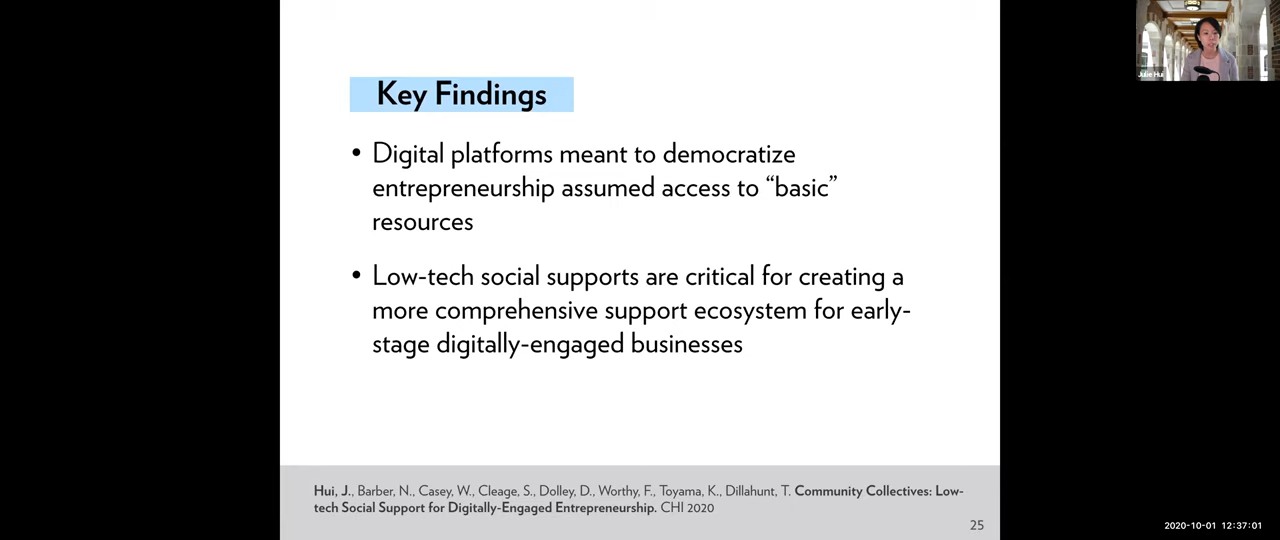 Key Findings
• Digital platforms meant to democratize
entrepreneurship assumed access to “basic”
resources
• Low-tech social supports are critical for creating a
more comprehensive support ecosystem for early-
stage digitally-engaged businesses
Hui, J., Barber, N., Casey, W., Cleage, S., Dolley, D., Worthy, F., Toyama, K., Dillahunt, T. Community Collectives: Low-
tech Social Support for Digitally-Engaged Entrepreneurship. CHI 2020
25
Julie Hui
2020-10-01 12:37:01